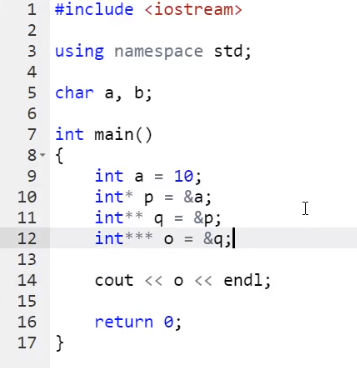 1 #include <iostream>
2
3 using namespace std;
4
5 char a, b;
6
7 int main()
8 {
9 int a = 10;
10 int* p = &a;
11 int** q = &p;
12 int*** o = &q;
13
14 cout << o << endl;
15
16 return 0;
17 }